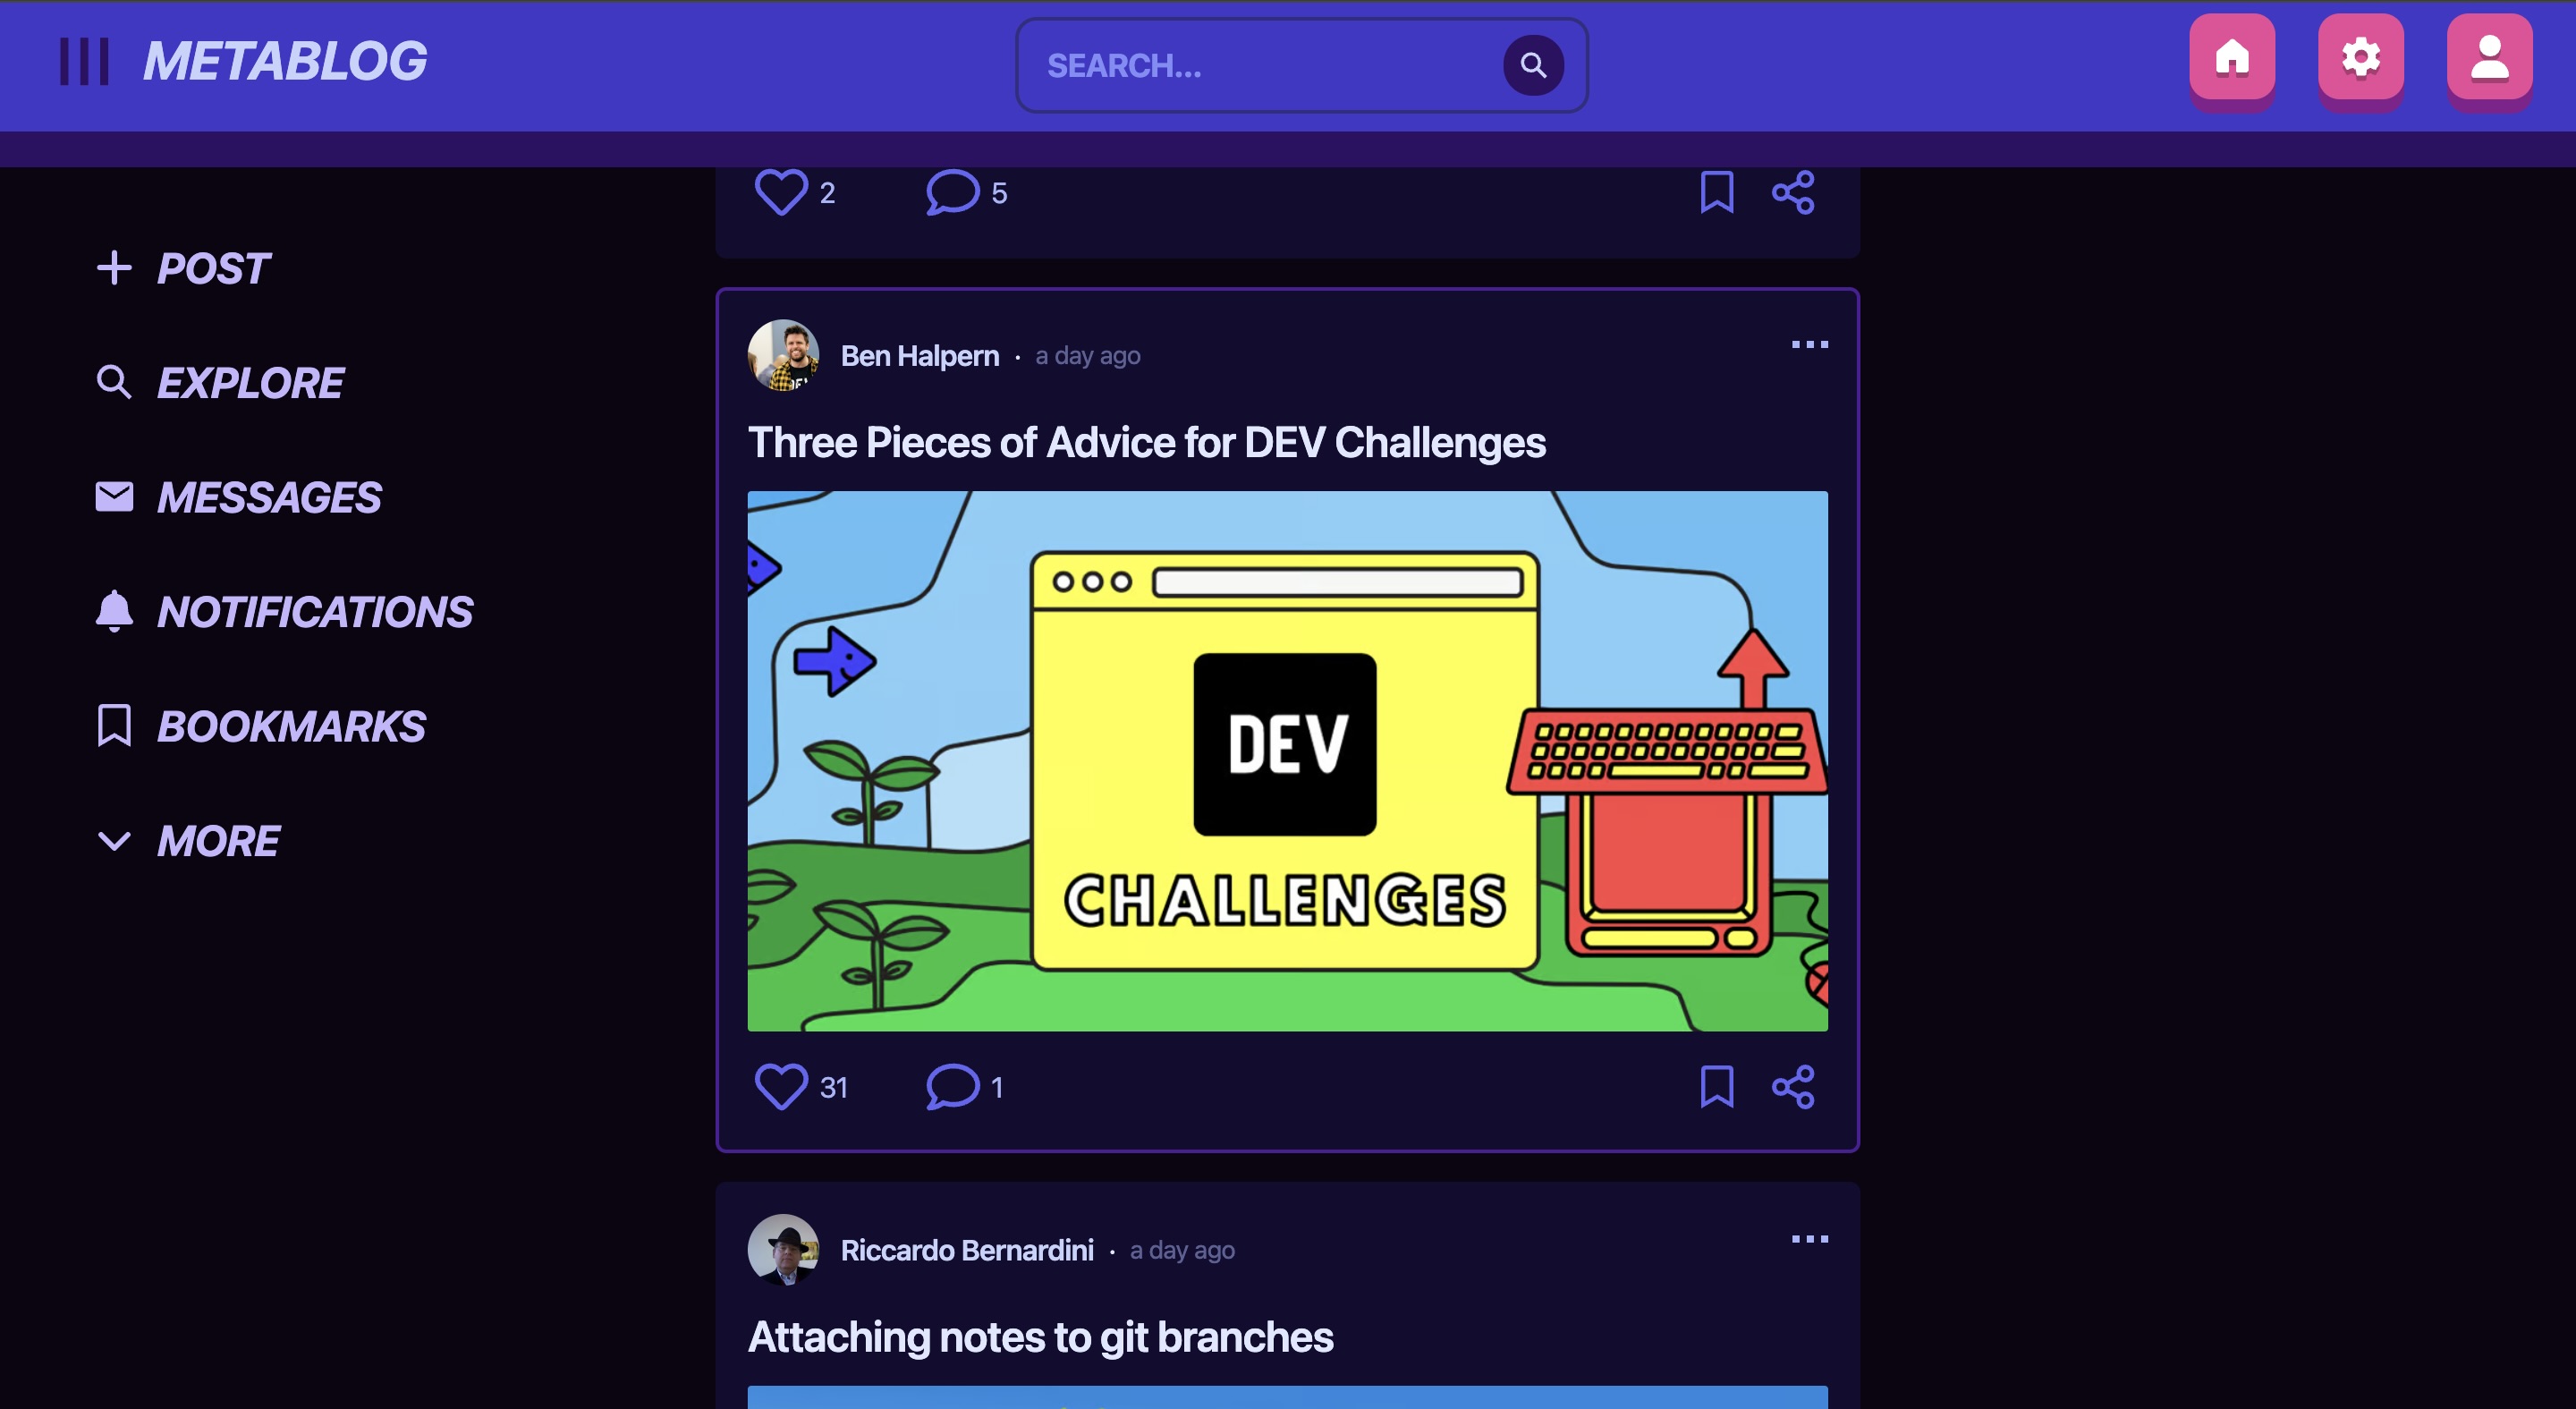 METABLOG
SEARCH...
2
5
POST
EXPLORE
MESSAGES
NOTIFICATIONS
BOOKMARKS
MORE
Ben Halpern · a day ago
Three Pieces of Advice for DEV Challenges
DEV
CHALLENGES
31
1
Riccardo Bernardini · a day ago
Attaching notes to git branches